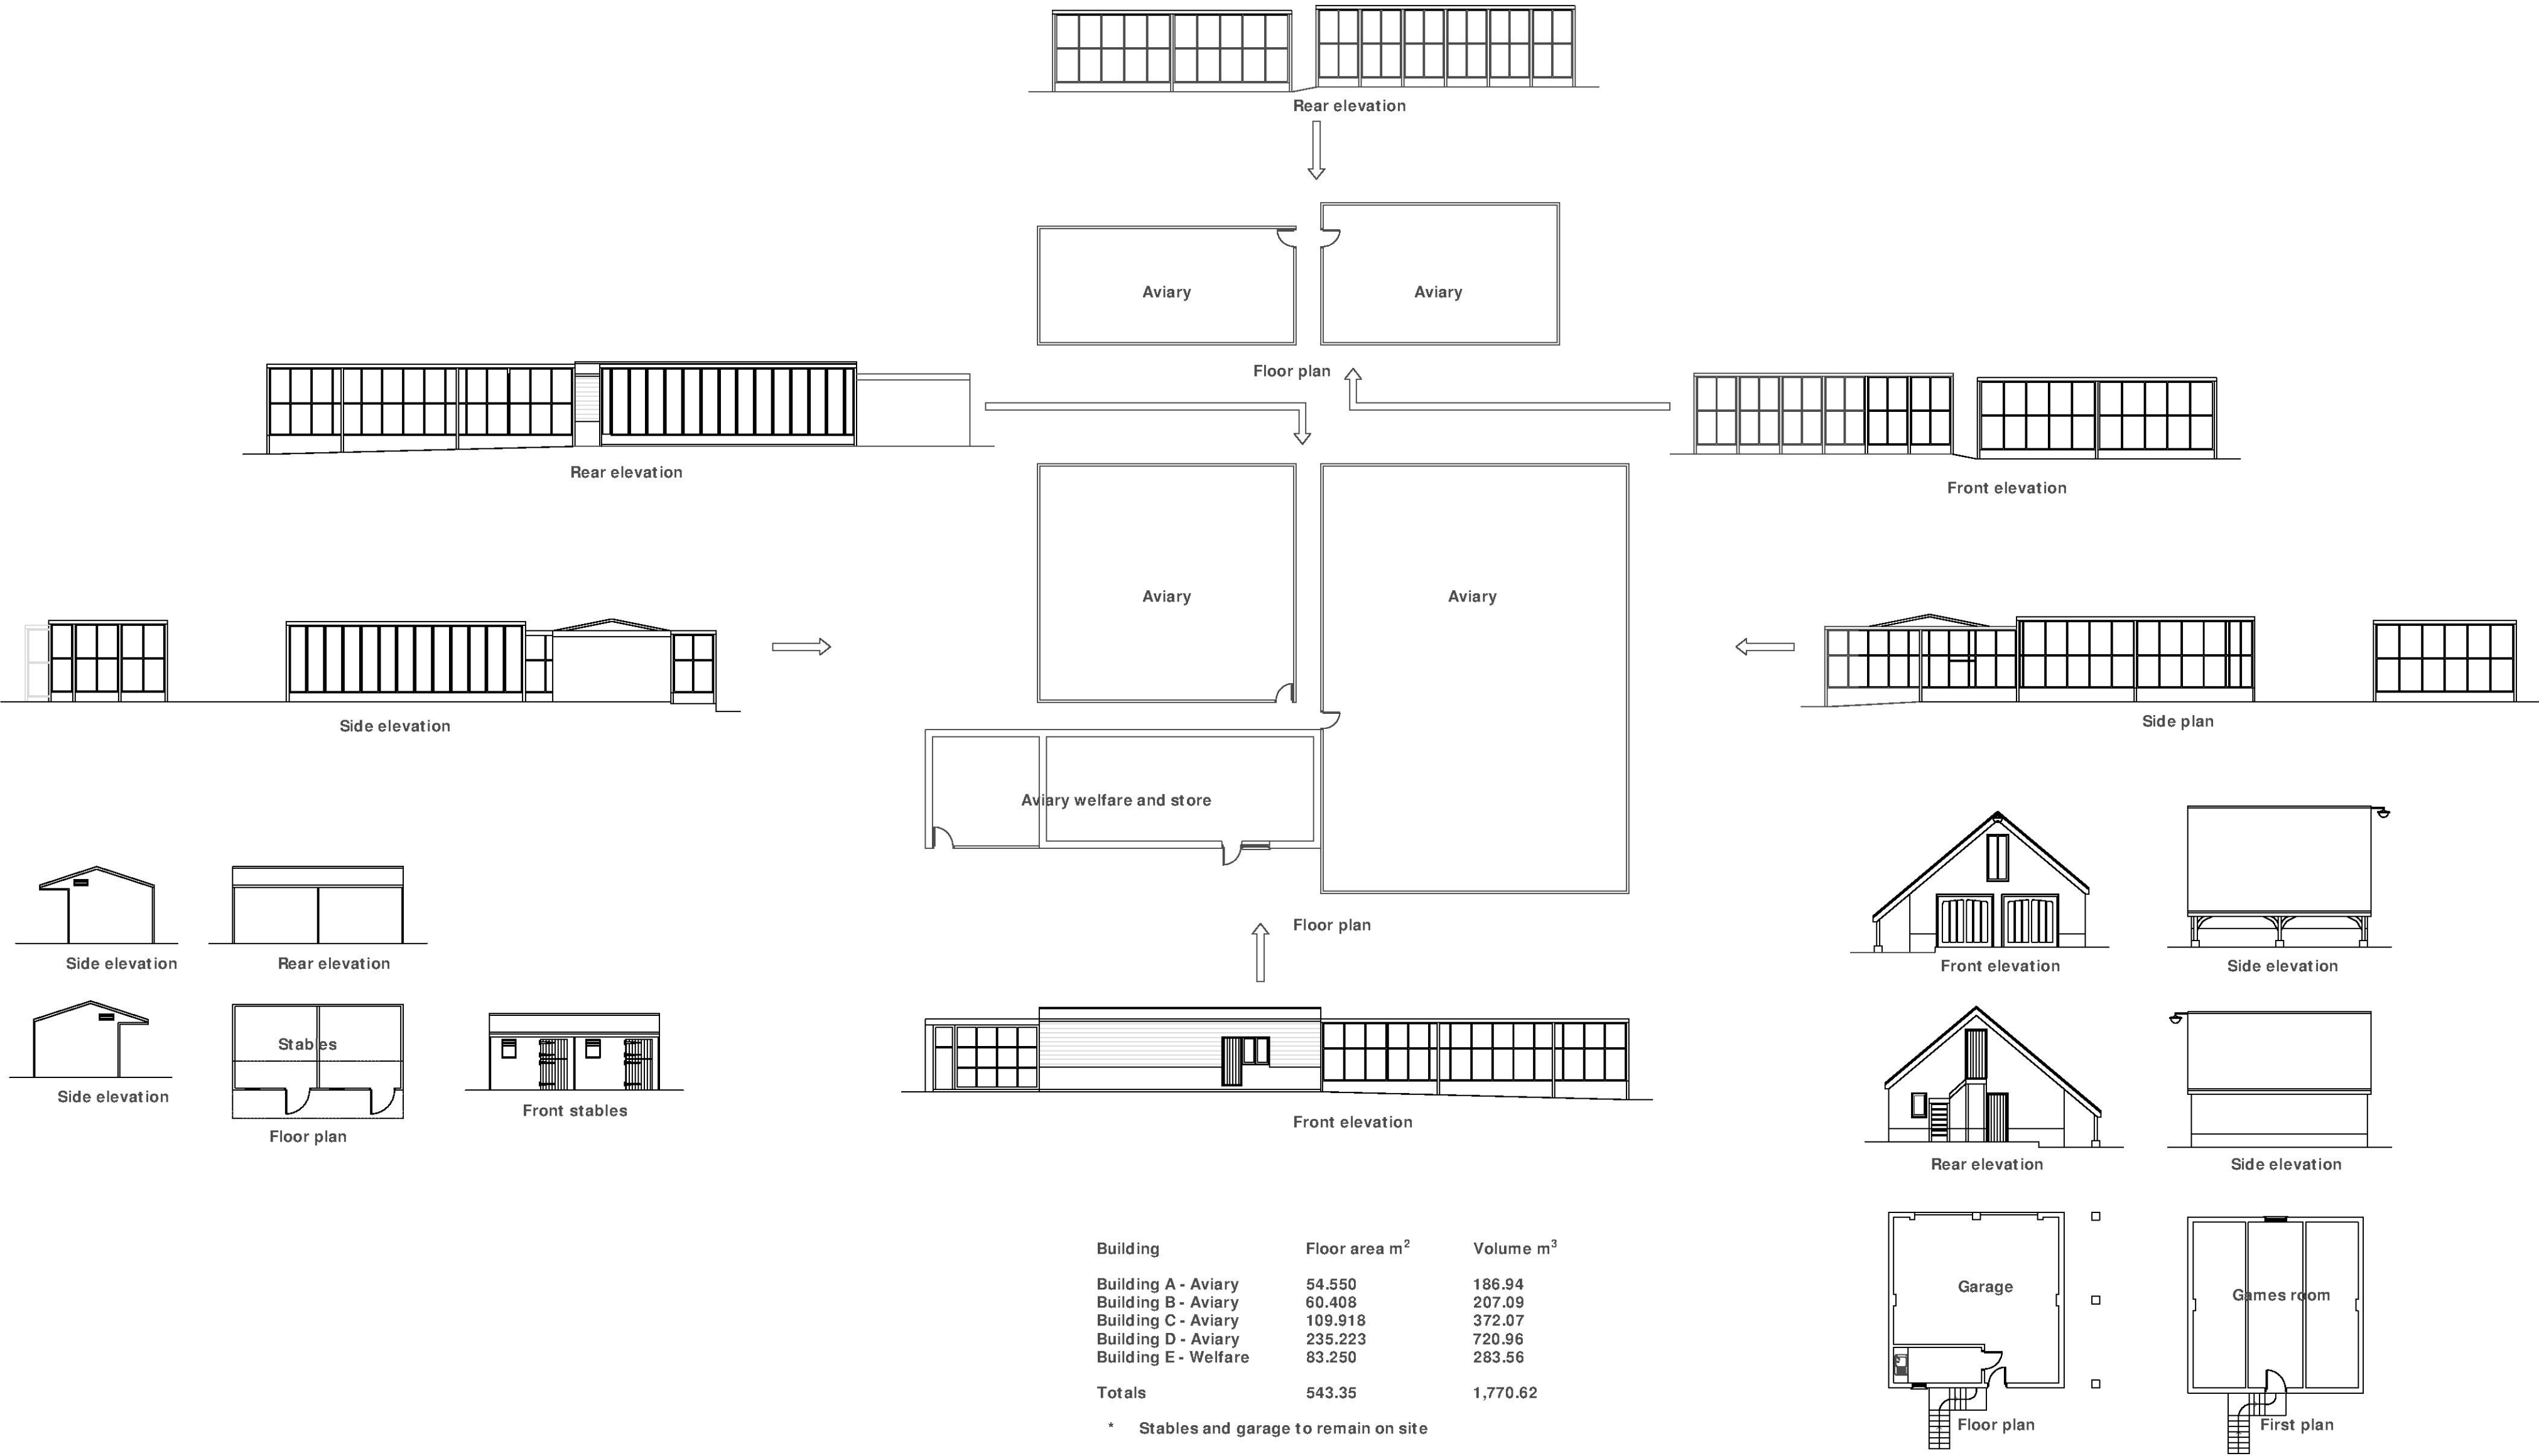 Rear elevation
Aviary
Aviary
Floor plan
Rear elevation
Front elevation
Aviary
Aviary
Side elevation
Side plan
Aviary welfare and store
Floor plan
Side elevation
Rear elevation
Front elevation
Side elevation
Stables
Side elevation
Floor plan
Front stables
Front elevation
Rear elevation
Side elevation
Building Floor area m² Volume m³
Building A - Aviary 54.550 186.94
Building B - Aviary 60.408 207.09
Building C - Aviary 109.918 372.07
Building D - Aviary 235.223 720.96
Building E - Welfare 83.250 283.56
Totals 543.35 1,770.62
* Stables and garage to remain on site
Garage
Games room
Floor plan
First plan